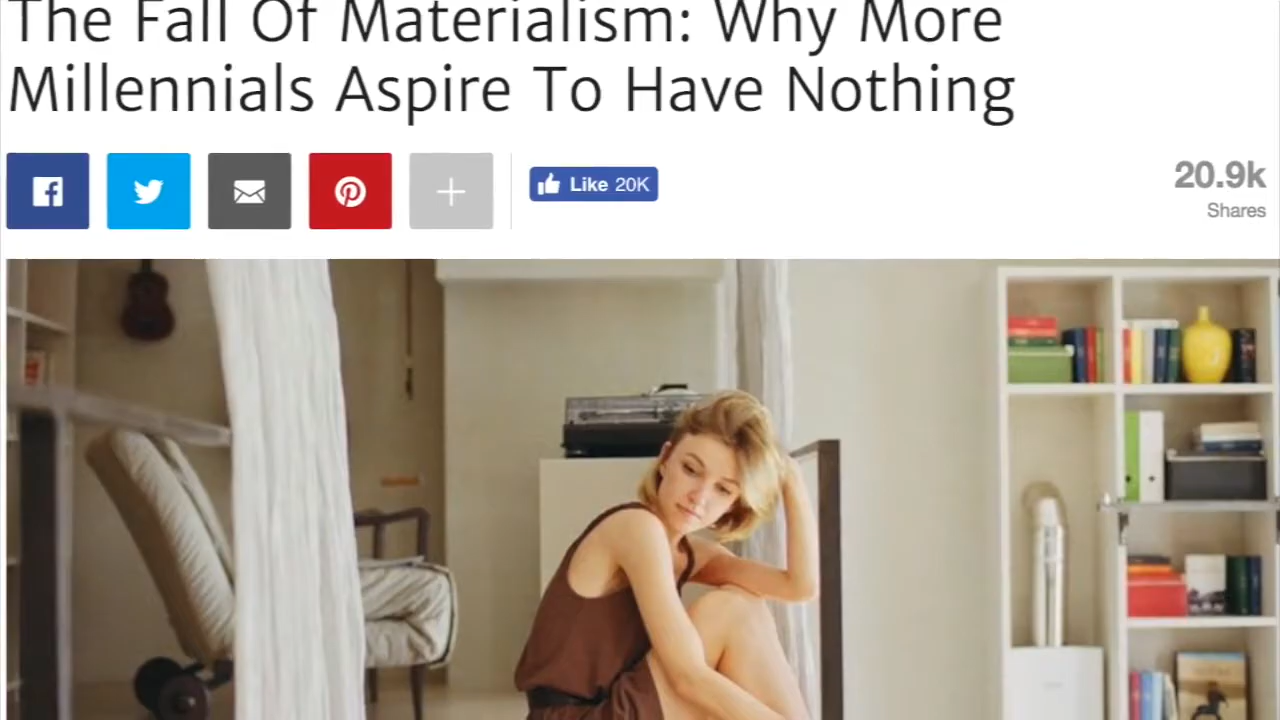 The Fall Of Materialism: Why More
Millennials Aspire To Have Nothing
Like 20K
20.9k
Shares